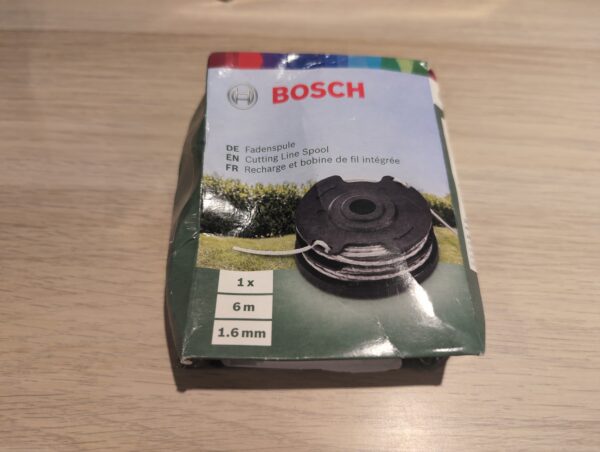 BOSCH
DE Fadenspule
EN Cutting Line Spool
FR Recharge et bobine de fil intégrée
1 x
6 m
1.6 mm